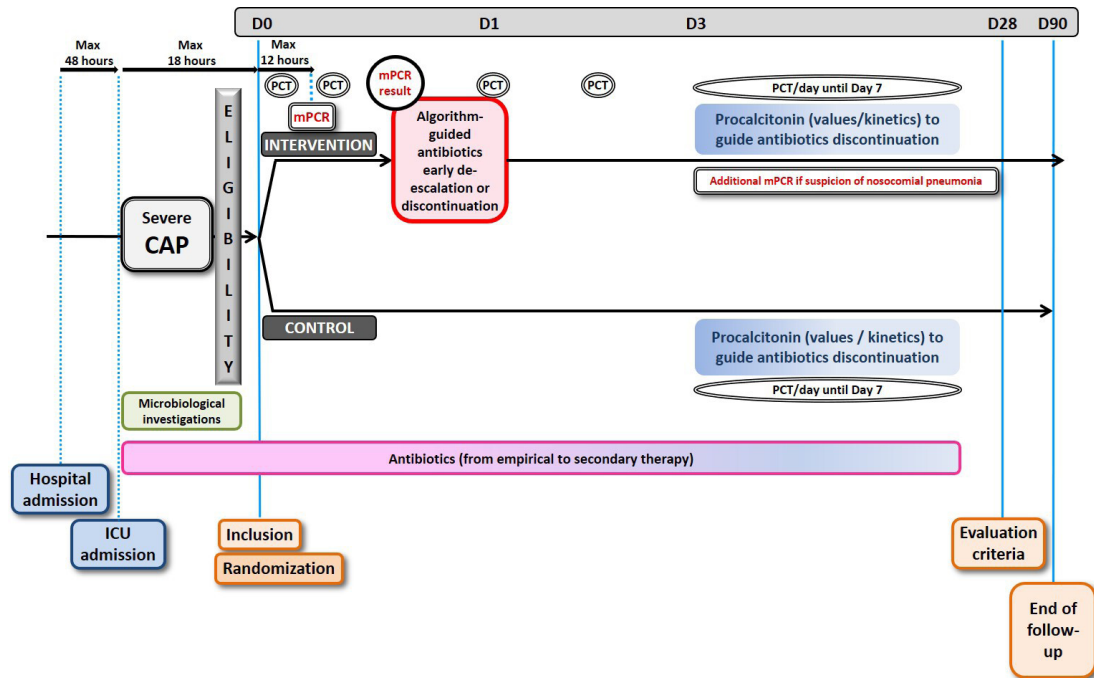 D0
D1
D3
D28
D90
Max
48 hours
Max
18 hours
Max
12 hours
PCT
PCT
mPCR
result
PCT
PCT
PCT/day until Day 7
mPCR
E
L
I
G
I
B
I
L
I
T
Y
INTERVENTION
Algorithm-
guided
antibiotics
early de-
escalation or
discontinuation
Procalcitonin (values/kinetics) to
guide antibiotics discontinuation
Additional mPCR if suspicion of nosocomial pneumonia
Severe
CAP
CONTROL
Procalcitonin (values / kinetics) to
guide antibiotics discontinuation
PCT/day until Day 7
Microbiological
investigations
Antibiotics (from empirical to secondary therapy)
Hospital
admission
ICU
admission
Inclusion
Randomization
Evaluation
criteria
End of
follow-
up